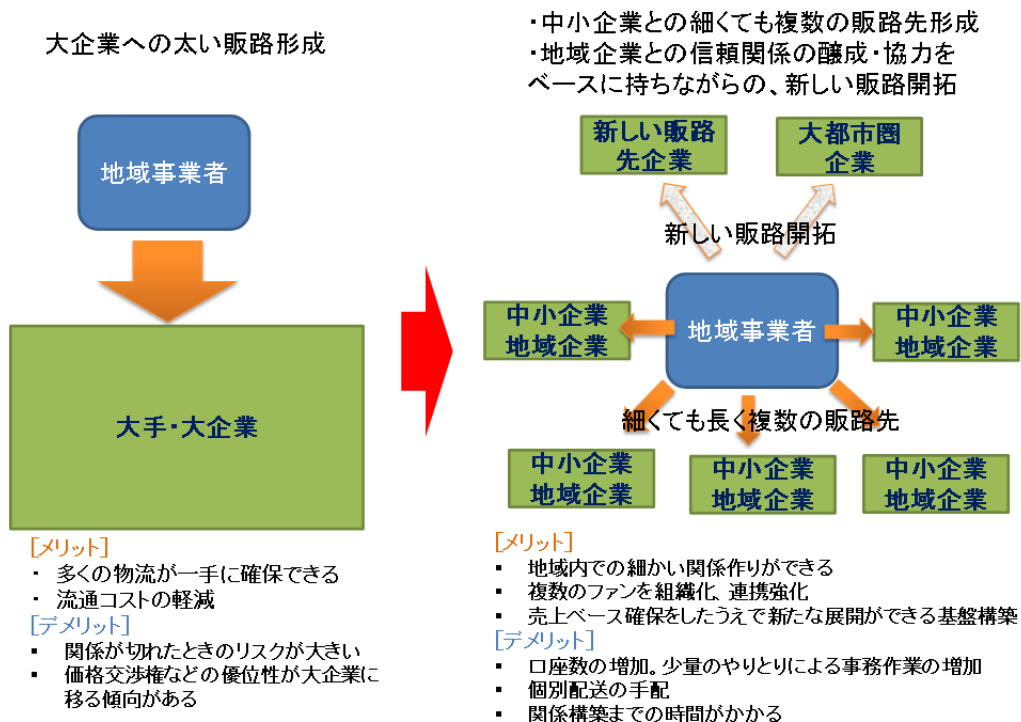 大企業への太い販路形成
地域事業者
大手・大企業
[メリット]
・ 多くの物流が一手に確保できる
・ 流通コストの軽減
[デメリット]
▪ 関係が切れたときのリスクが大きい
▪ 価格交渉権などの優位性が大企業に
移る傾向がある
・中小企業との細くても複数の販路先形成
・地域企業との信頼関係の醸成・協力を
ベースに持ちながらの、新しい販路開拓
新しい販路
先企業
大都市圏
企業
新しい販路開拓
中小企業
地域企業
地域事業者
中小企業
地域企業
細くても長く複数の販路先
中小企業
地域企業
中小企業
地域企業
中小企業
地域企業
[メリット]
▪ 地域内での細かい関係作りができる
▪ 複数のファンを組織化、連携強化
▪ 売上ベース確保をしたうえで新たな展開ができる基盤構築
[デメリット]
▪ 口座数の増加。少量のやりとりによる事務作業の増加
▪ 個別配送の手配
▪ 関係構築までの時間がかかる